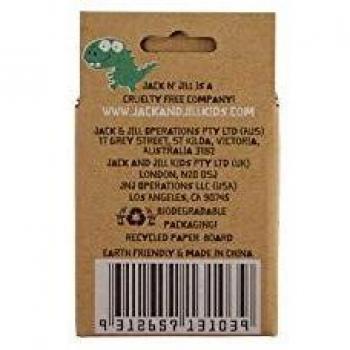 JACK N' JILL IS A
CRUELTY FREE COMPANY!
WWW.JACKANDJILLKIDS.COM
JACK & JILL OPERATIONS PTY LTD (AUS)
17 GREY STREET, ST KILDA, VICTORIA,
AUSTRALIA 3182
JACK AND JILL KIDS PTY LTD (UK)
LONDON, N20 0SJ
JNJ OPERATIONS LLC (USA)
LOS ANGELES, CA 90745
BIODEGRADABLE
PACKAGING!
RECYCLED PAPER-BOARD
EARTH FRIENDLY & MADE IN CHINA
9 312657 131039